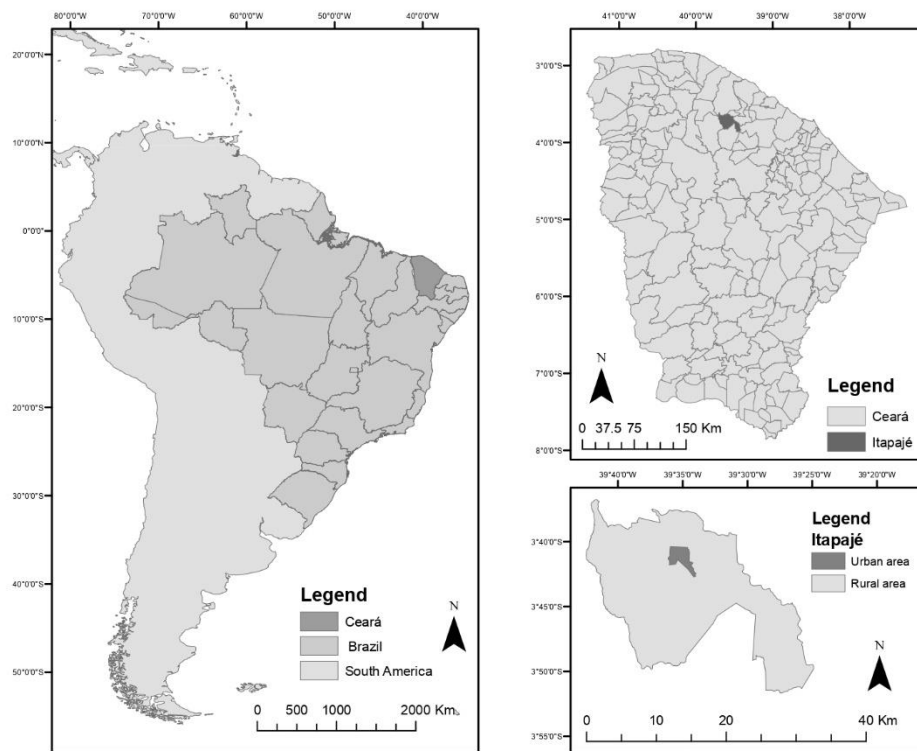 80°0'0"W 70°0'0"W 60°0'0"W 50°0'0"W 40°0'0"W
20°0'0"N
10°0'0"N
0°0'0"
10°0'0"S
20°0'0"S
30°0'0"S
40°0'0"S
50°0'0"S
Legend
Ceará
Brazil
South America
N
0 500 1000 2000 Km
41°0'0"W 40°0'0"W 39°0'0"W 38°0'0"W
3°0'0"S
4°0'0"S
5°0'0"S
6°0'0"S
7°0'0"S
8°0'0"S
N
0 37.5 75 150 Km
Legend
Ceará
Itapajé
39°40'0"W 39°35'0"W 39°30'0"W 39°25'0"W 39°20'0"W
3°40'0"S
3°45'0"S
3°50'0"S
3°55'0"S
Legend
Itapajé
Urban area
Rural area
N
0 10 20 40 Km